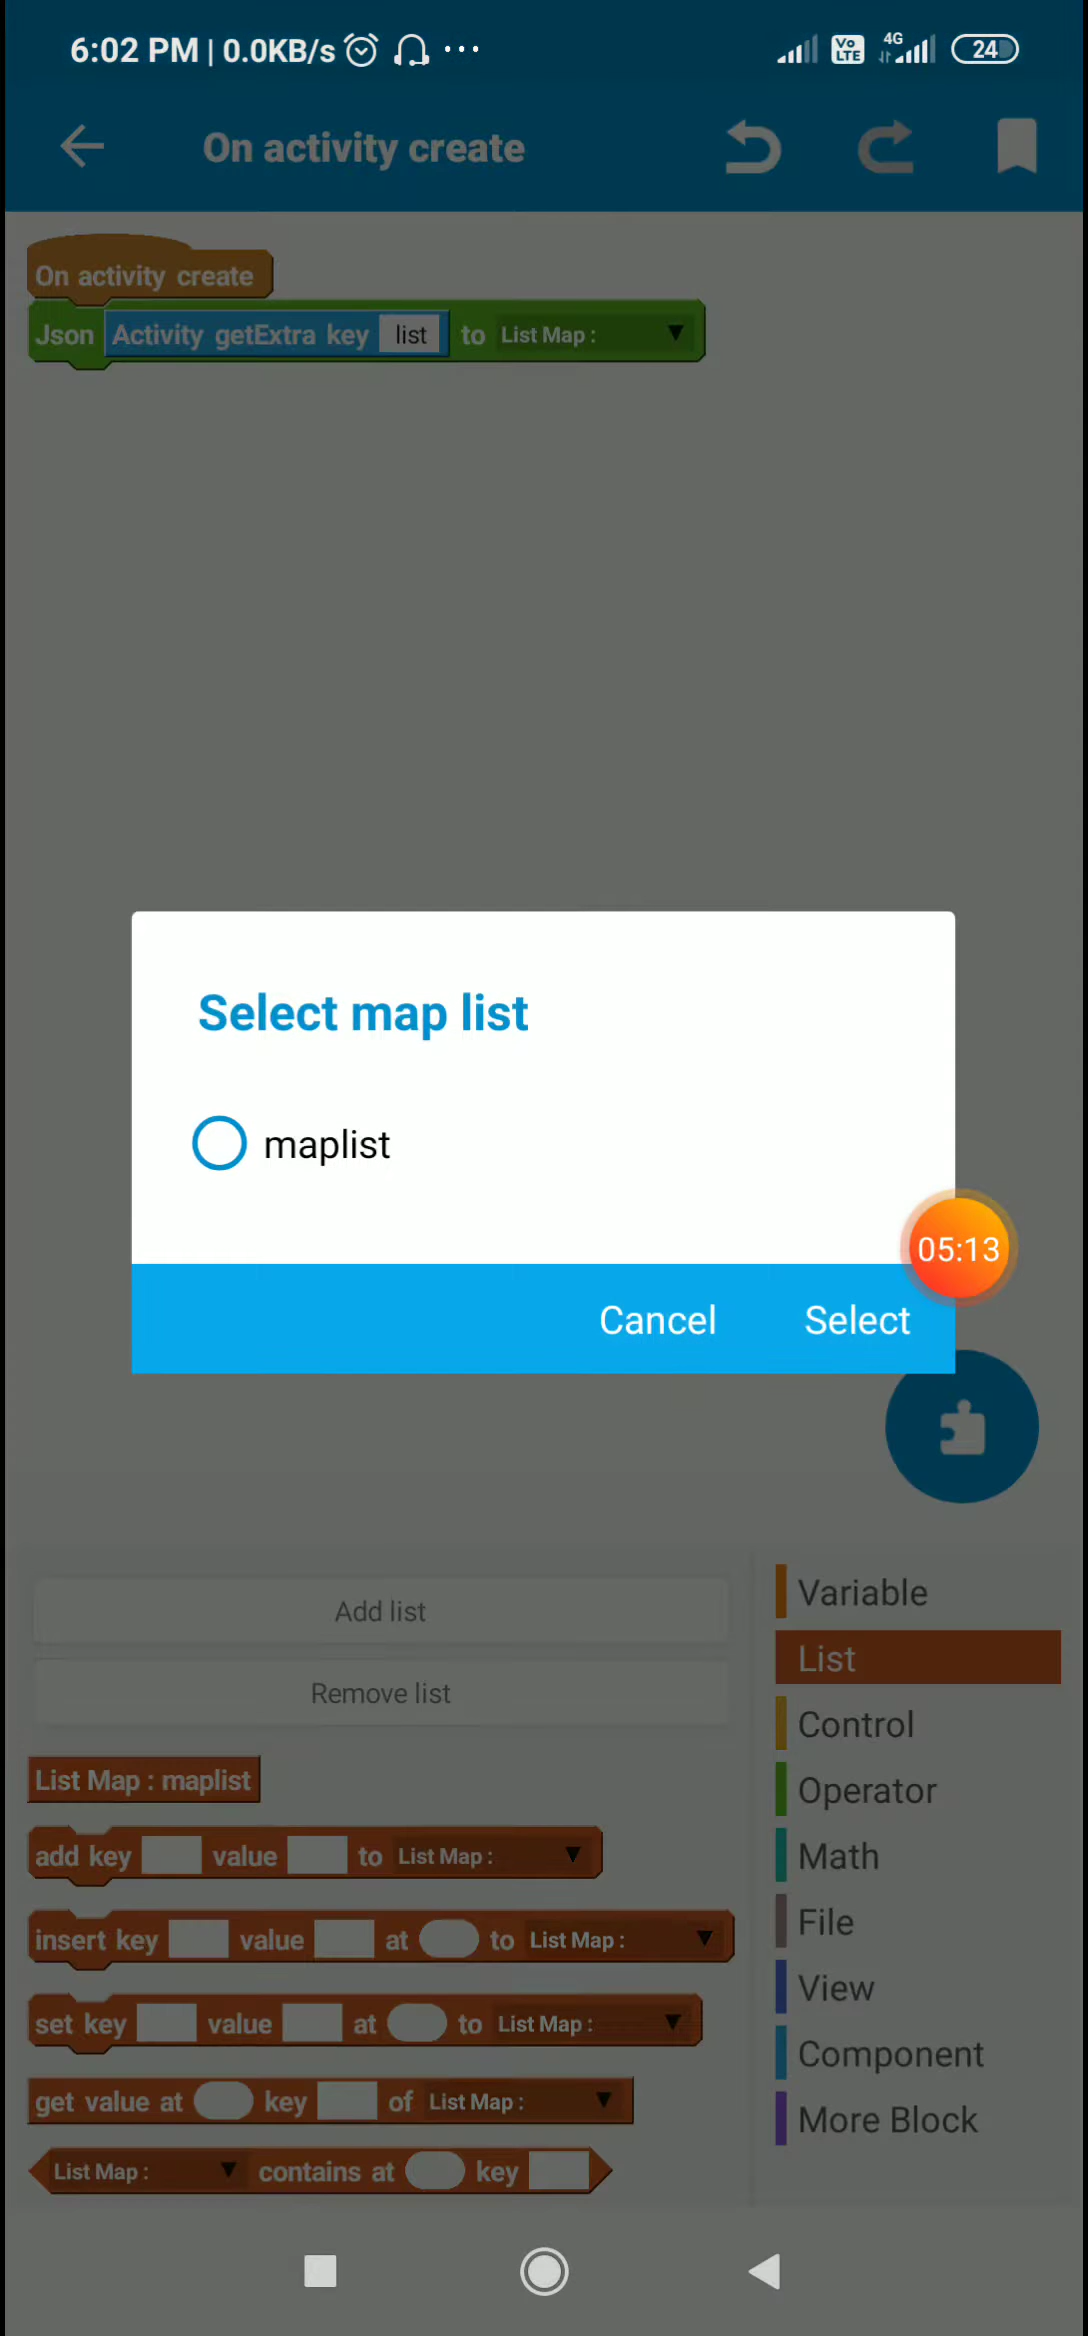 6:02 PM | 0.0KB/s ... Vo LTE 4G 24
On activity create
On activity create
Json Activity getExtra key list to List Map :
Select map list
maplist
05:13
Cancel Select
Add list
Remove list
List Map : maplist
add key value to List Map :
insert key value at to List Map :
set key value at to List Map :
get value at key of List Map :
List Map : contains at key
Variable
List
Control
Operator
Math
File
View
Component
More Block